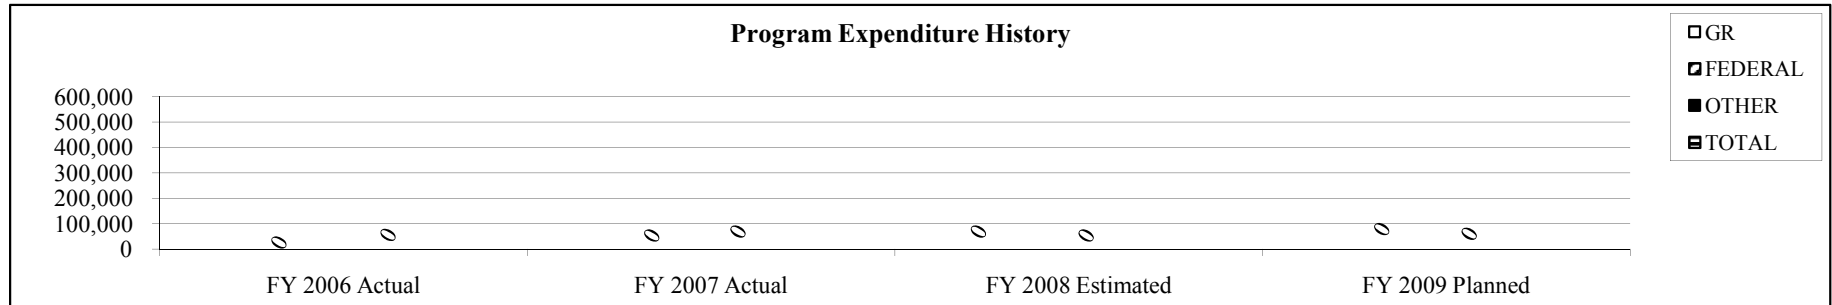 Program Expenditure History
GR
FEDERAL
OTHER
TOTAL
600,000
500,000
400,000
300,000
200,000
100,000
0
0 0 0 0 0 0 0 0
FY 2006 Actual FY 2007 Actual FY 2008 Estimated FY 2009 Planned